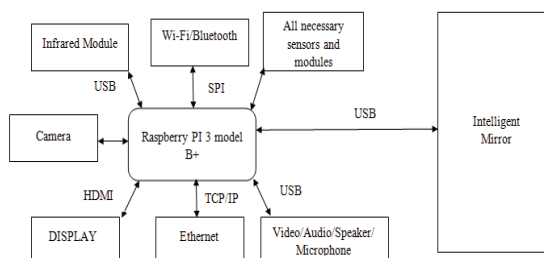 Infrared Module
Wi-Fi/Bluetooth
All necessary
sensors and
modules
USB
SPI
USB
Camera
Raspberry PI 3 model
B+
Intelligent
Mirror
HDMI
TCP/IP
USB
DISPLAY
Ethernet
Video/Audio/Speaker/
Microphone